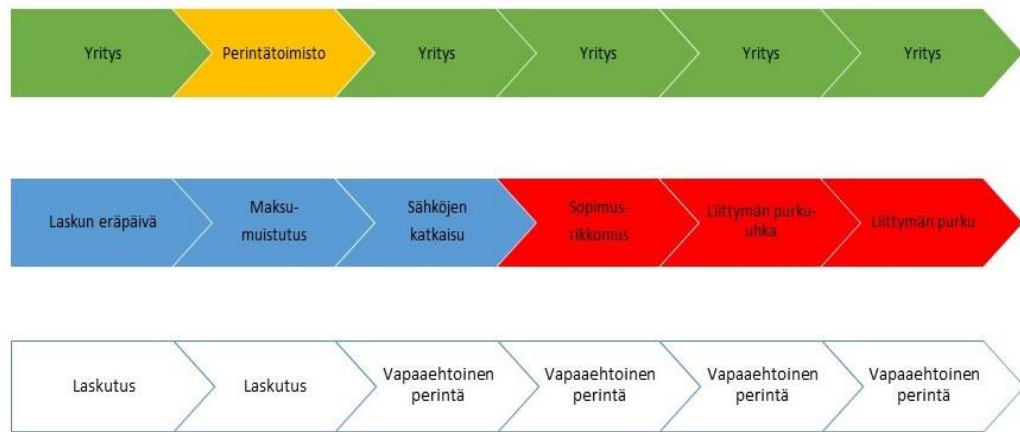 Yritys
Perintätoimisto
Yritys
Yritys
Yritys
Yritys
Laskun eräpäivä
Maksu-
muistutus
Sähköjen
katkaisu
Sopimus-
rikkomus
Liittymän purku-
uhka
Liittymän purku
Laskutus
Laskutus
Vapaaehtoinen
perintä
Vapaaehtoinen
perintä
Vapaaehtoinen
perintä
Vapaaehtoinen
perintä